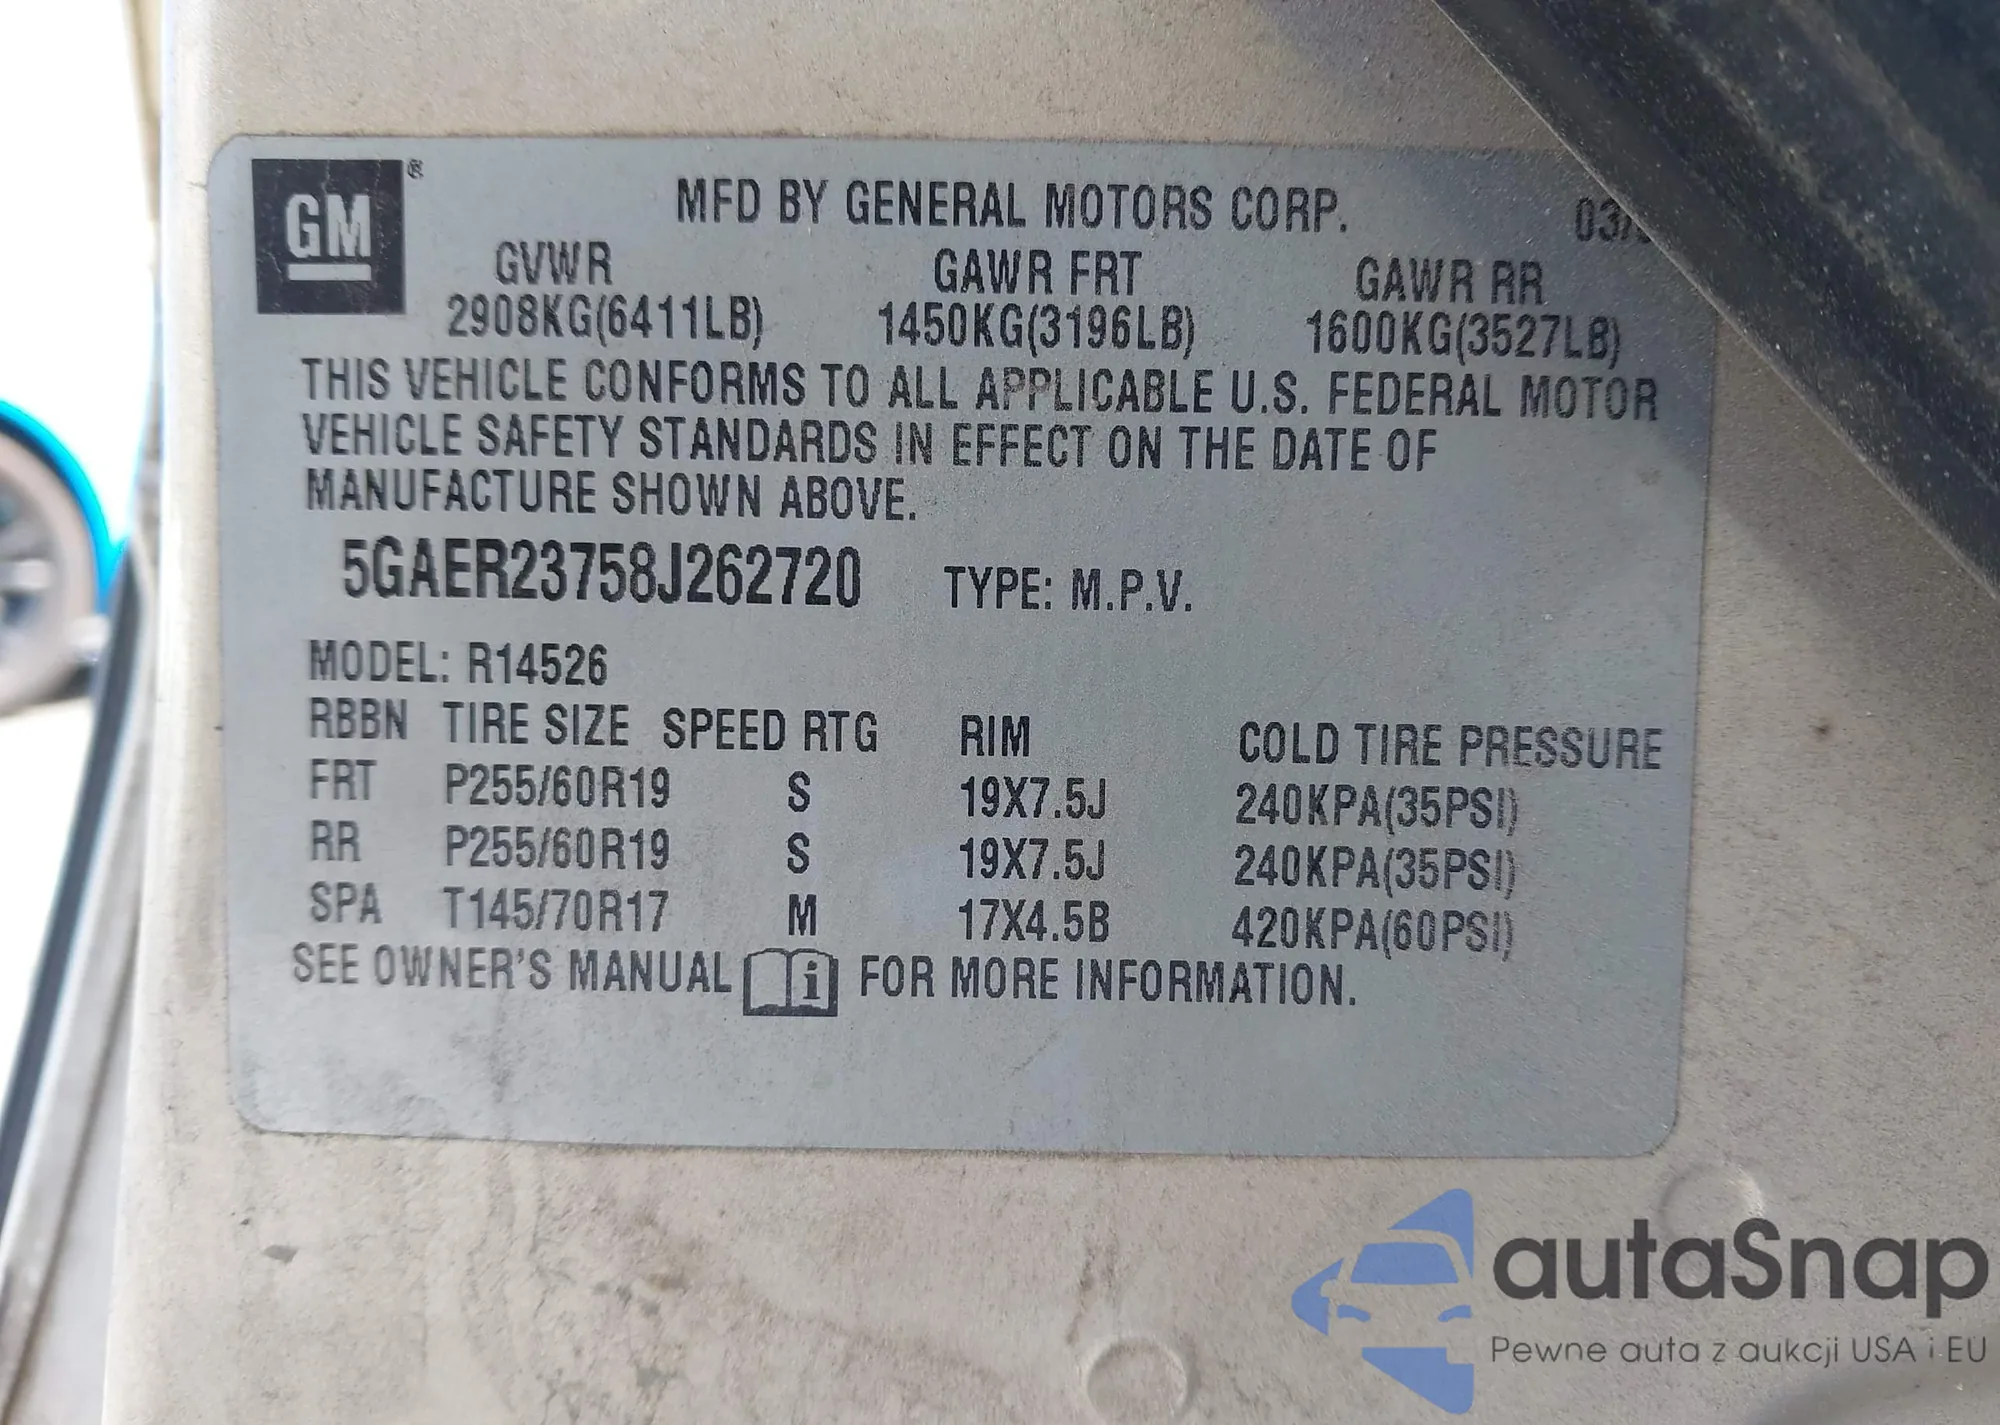 GM®
MFD BY GENERAL MOTORS CORP. 03/
GVWR GAWR FRT GAWR RR
2908KG(6411LB) 1450KG(3196LB) 1600KG(3527LB)
THIS VEHICLE CONFORMS TO ALL APPLICABLE U.S. FEDERAL MOTOR
VEHICLE SAFETY STANDARDS IN EFFECT ON THE DATE OF
MANUFACTURE SHOWN ABOVE.
5GAER23758J262720 TYPE: M.P.V.
MODEL: R14526
RBBN TIRE SIZE SPEED RTG RIM COLD TIRE PRESSURE
FRT P255/60R19 S 19X7.5J 240KPA(35PSI)
RR P255/60R19 S 19X7.5J 240KPA(35PSI)
SPA T145/70R17 M 17X4.5B 420KPA(60PSI)
SEE OWNER'S MANUAL i FOR MORE INFORMATION.
autaSnap
Pewne auta z aukcji USA i EU